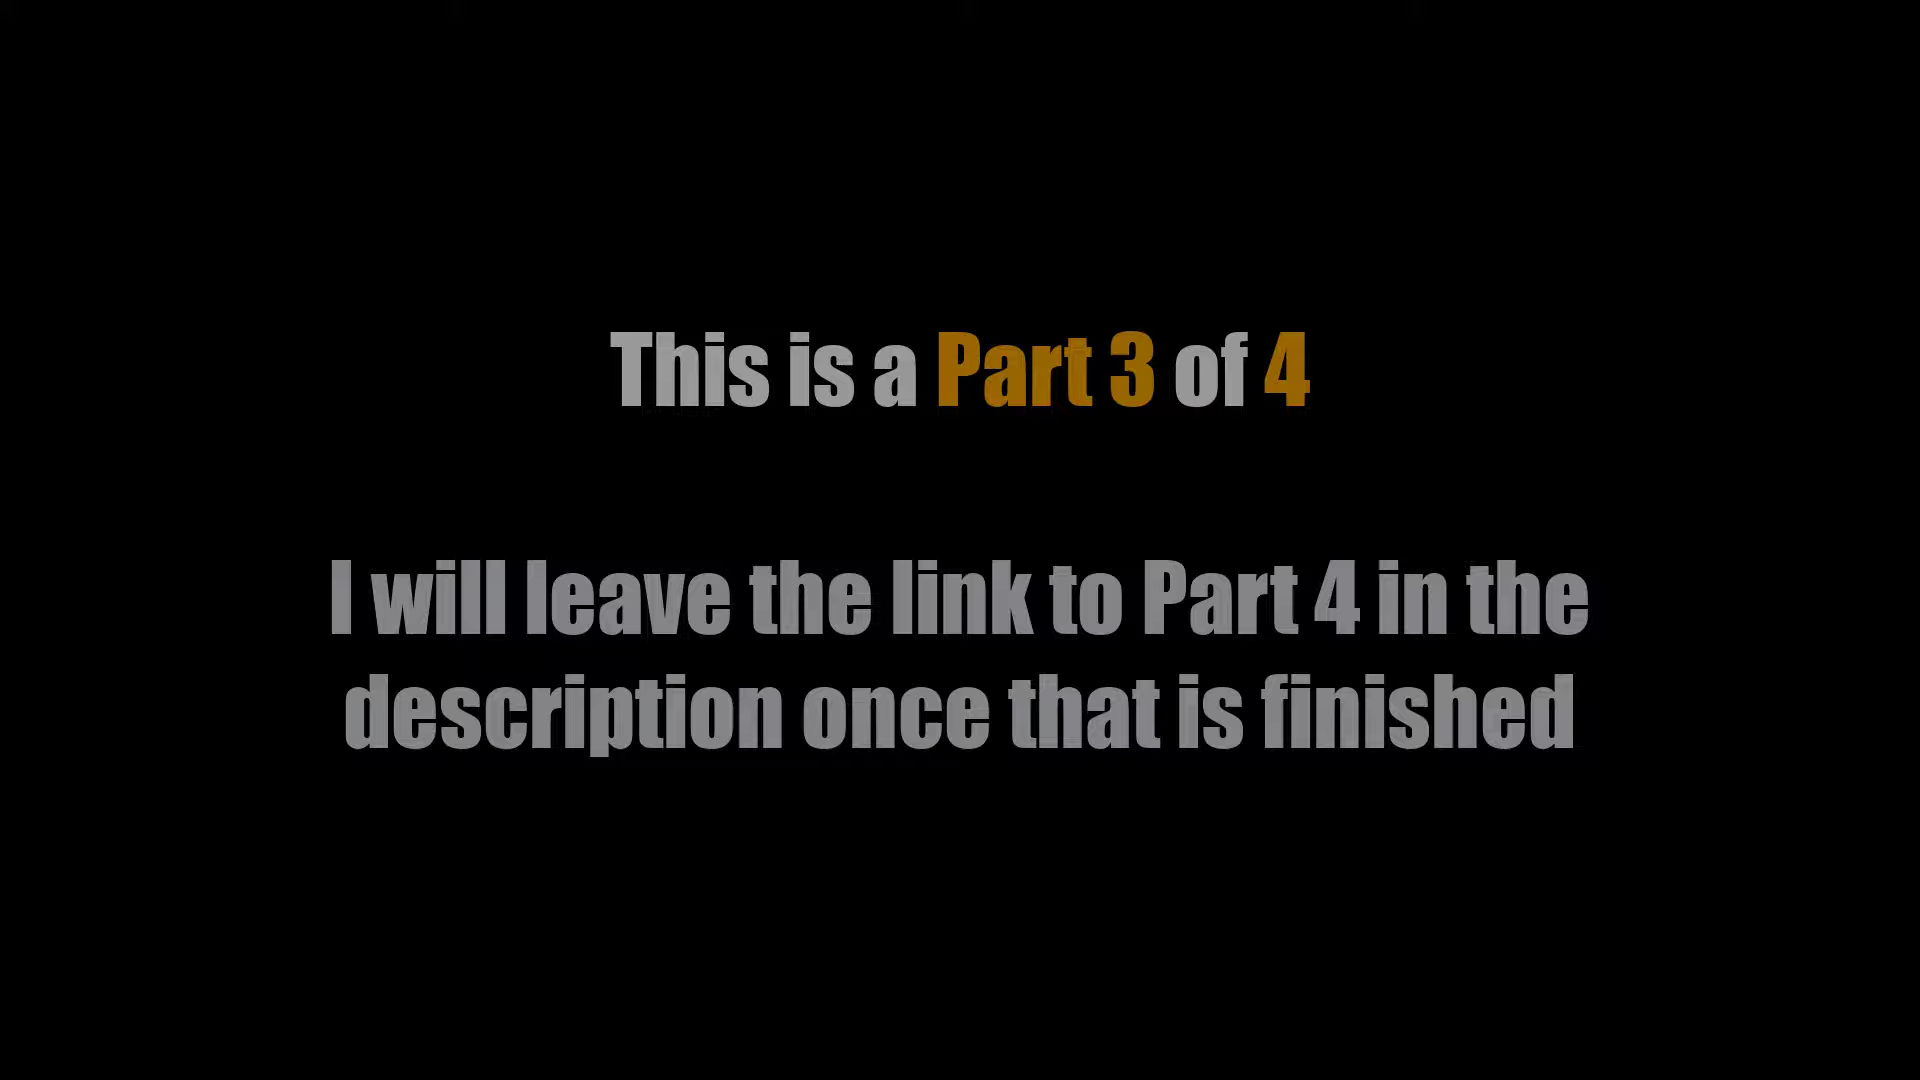 This is a Part 3 of 4
I will leave the link to Part 4 in the
description once that is finished